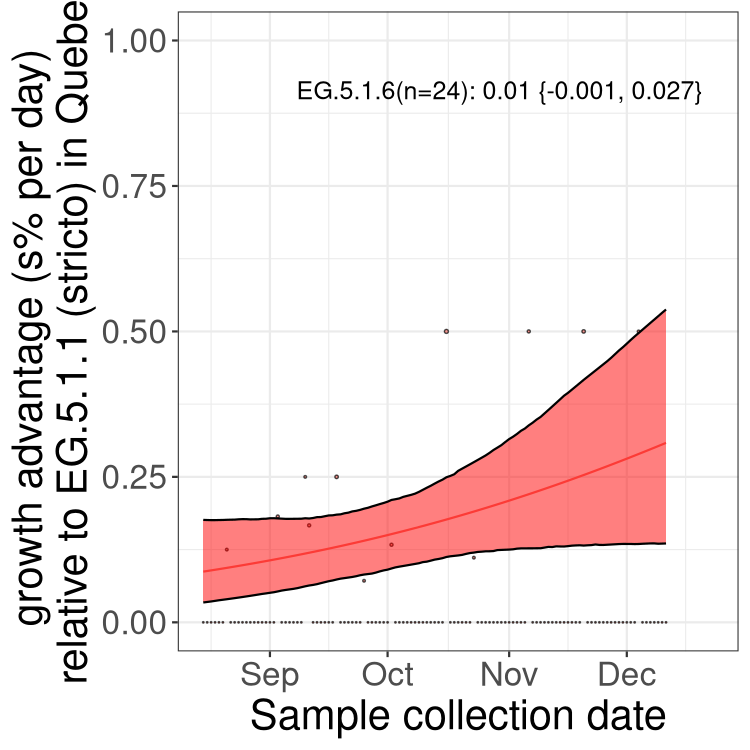 growth advantage (s% per day)
relative to EG.5.1.1 (stricto) in Quebe
1.00
0.75
0.50
0.25
0.00
EG.5.1.6(n=24): 0.01 {-0.001, 0.027}
Sep Oct Nov Dec
Sample collection date